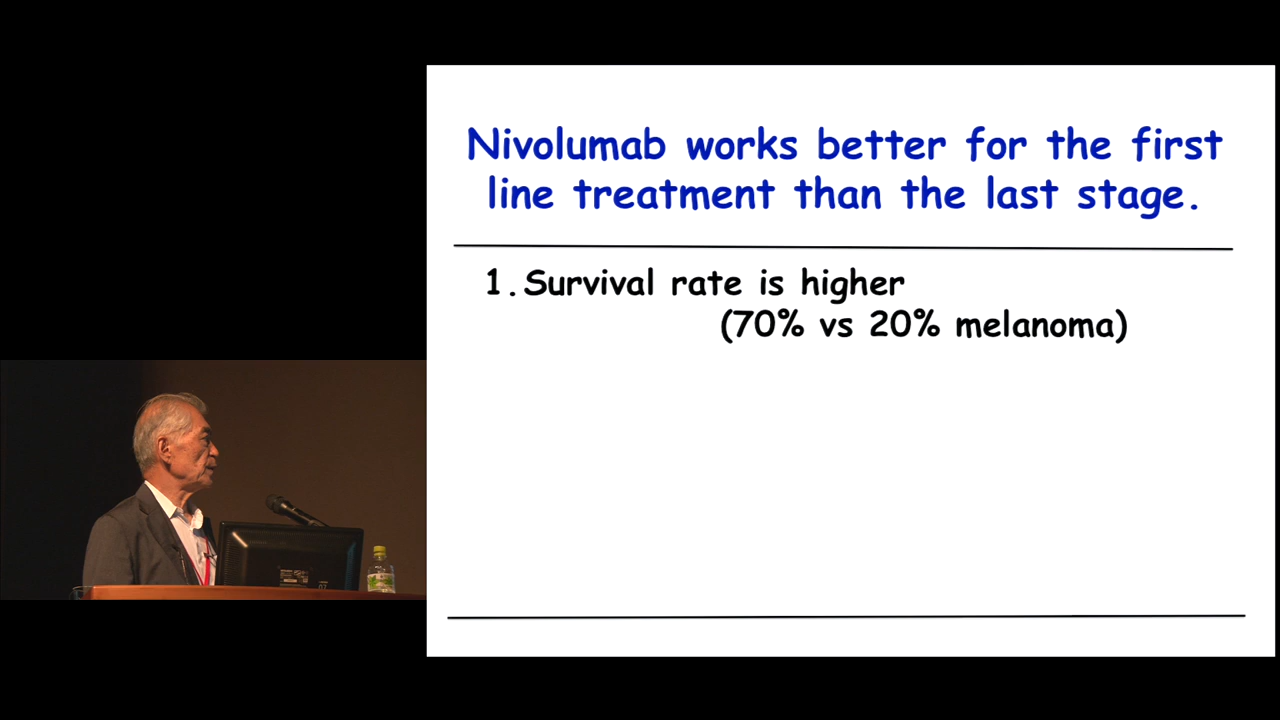 Nivolumab works better for the first
line treatment than the last stage.
1. Survival rate is higher
(70% vs 20% melanoma)